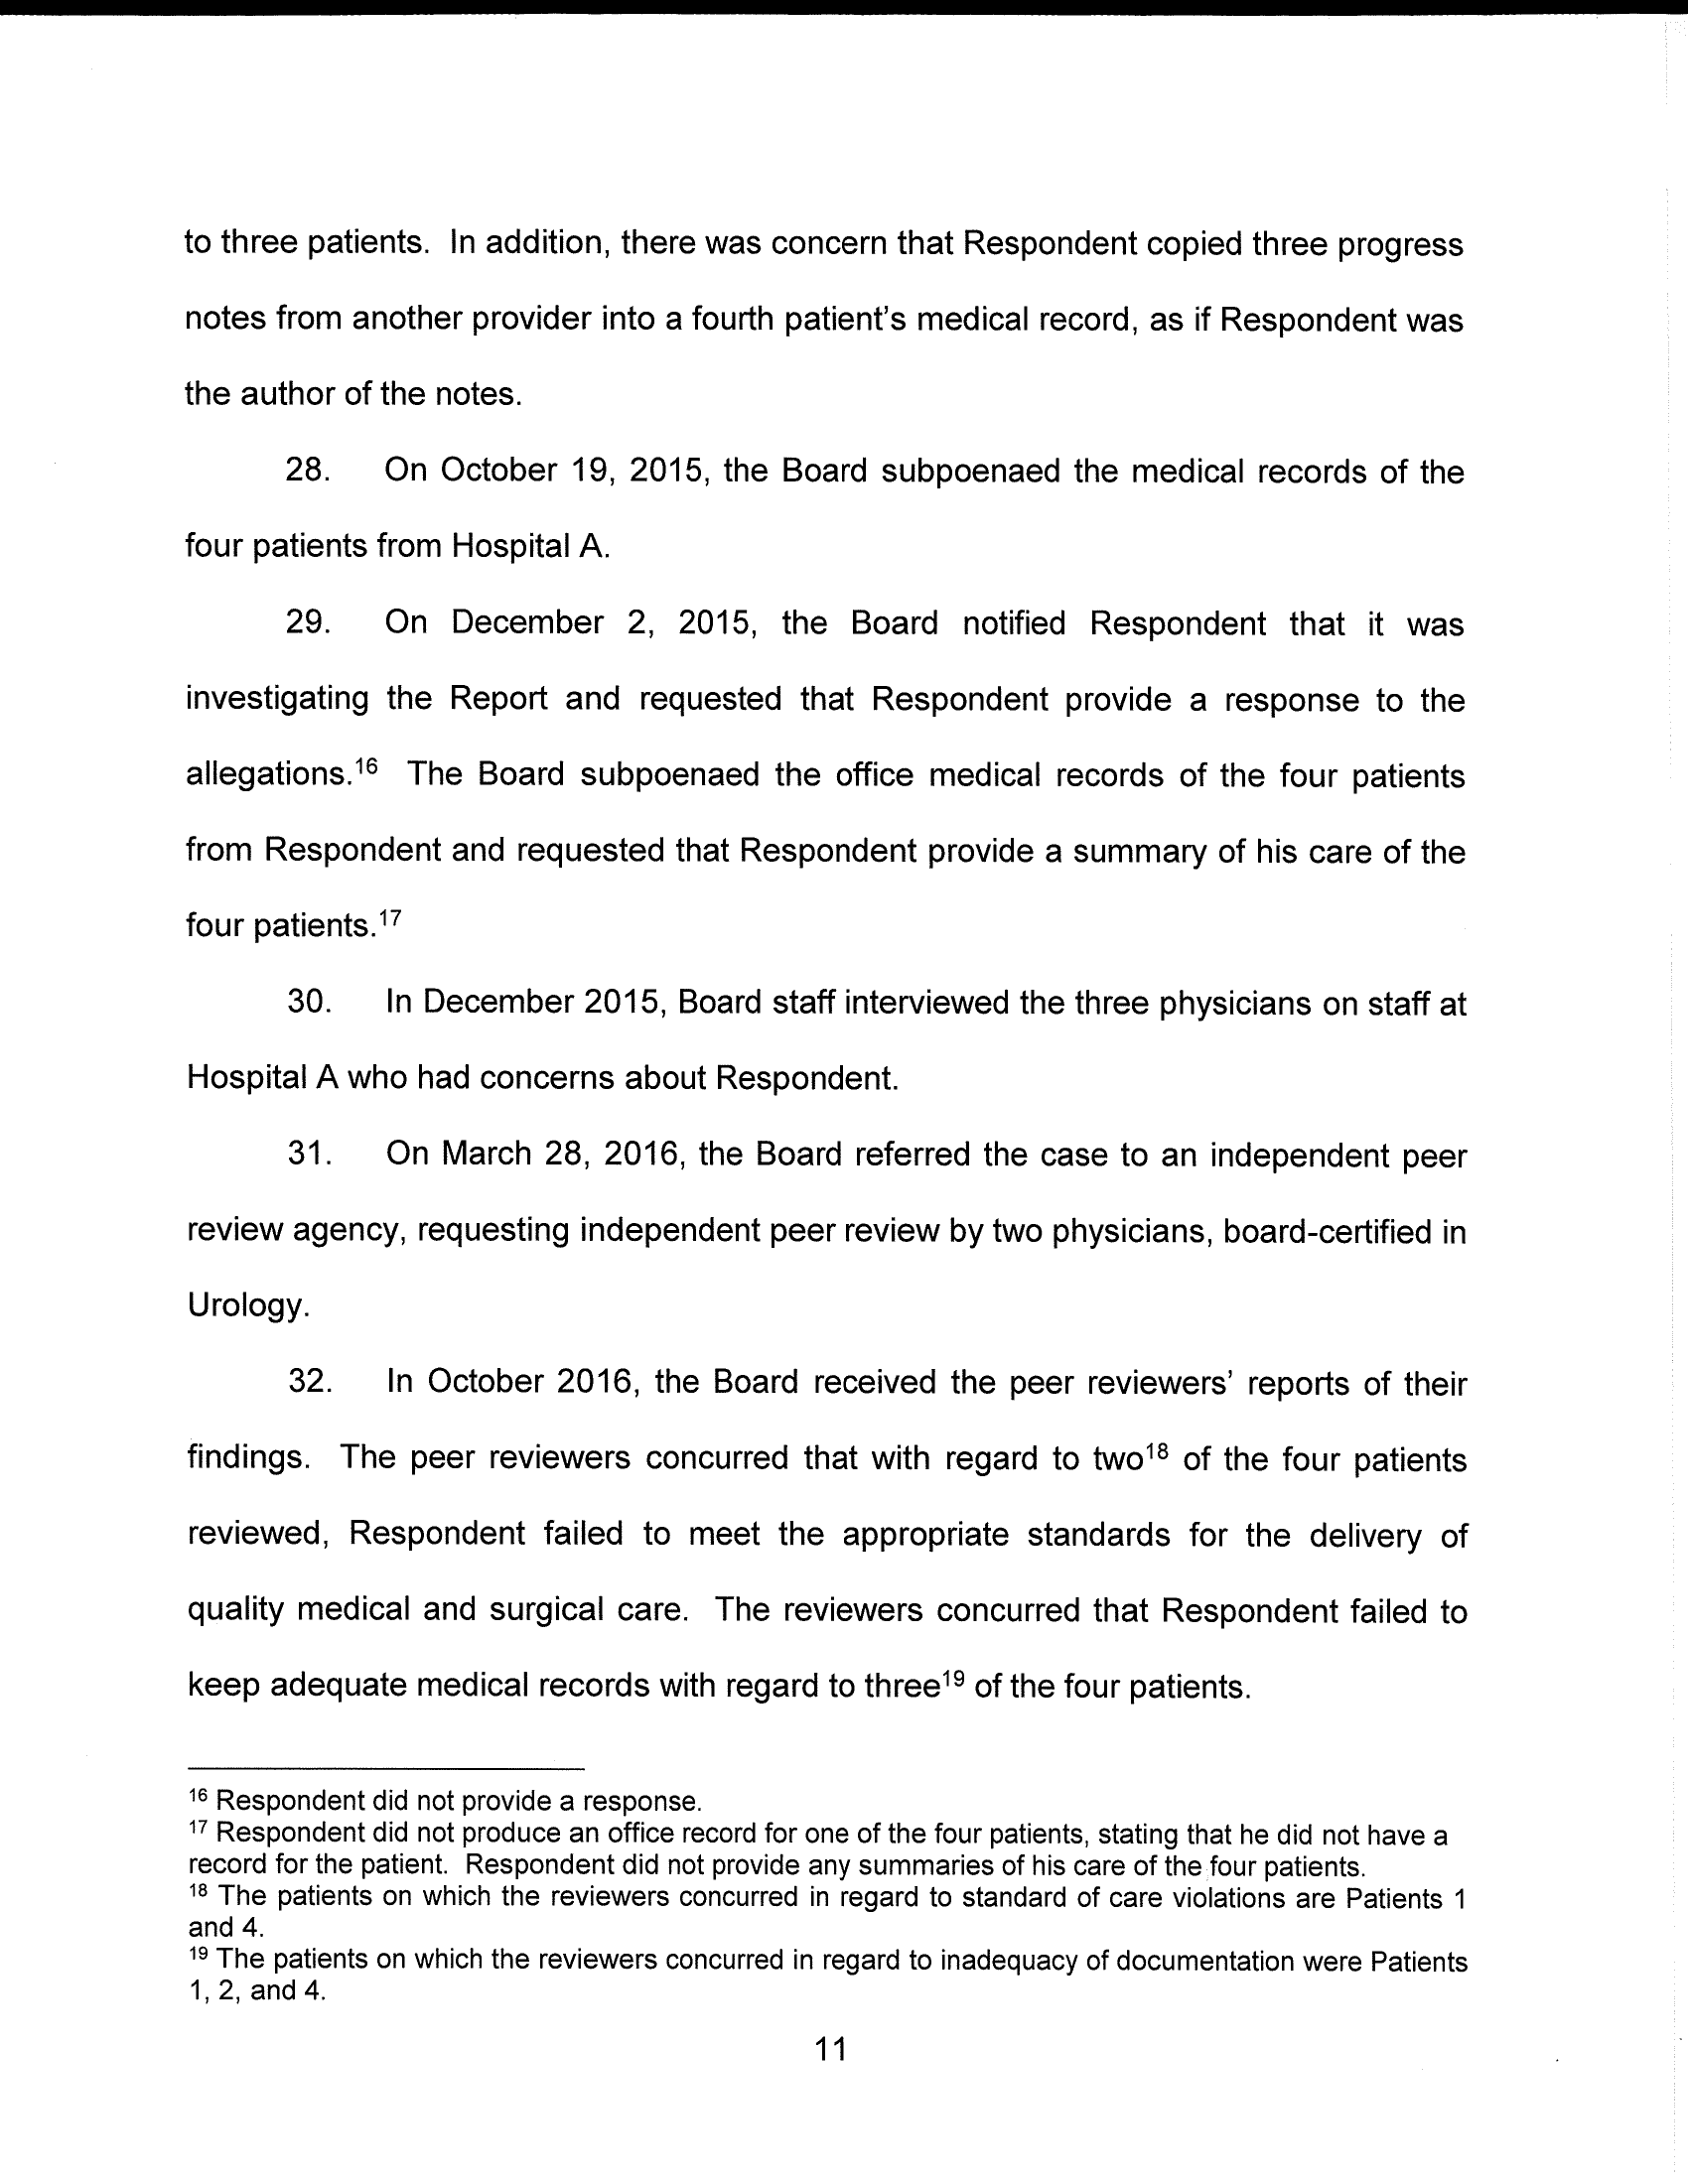 to three patients. In addition, there was concern that Respondent copied three progress
notes from another provider into a fourth patient's medical record, as if Respondent was
the author of the notes.
28. On October 19, 2015, the Board subpoenaed the medical records of the
four patients from Hospital A.
29. On December 2, 2015, the Board notified Respondent that it was
investigating the Report and requested that Respondent provide a response to the
allegations.16 The Board subpoenaed the office medical records of the four patients
from Respondent and requested that Respondent provide a summary of his care of the
four patients.17
30. In December 2015, Board staff interviewed the three physicians on staff at
Hospital A who had concerns about Respondent.
31. On March 28, 2016, the Board referred the case to an independent peer
review agency, requesting independent peer review by two physicians, board-certified in
Urology.
32. In October 2016, the Board received the peer reviewers' reports of their
findings. The peer reviewers concurred that with regard to two18 of the four patients
reviewed, Respondent failed to meet the appropriate standards for the delivery of
quality medical and surgical care. The reviewers concurred that Respondent failed to
keep adequate medical records with regard to three19 of the four patients.
16 Respondent did not provide a response.
17 Respondent did not produce an office record for one of the four patients, stating that he did not have a
record for the patient. Respondent did not provide any summaries of his care of the four patients.
18 The patients on which the reviewers concurred in regard to standard of care violations are Patients 1
and 4.
19 The patients on which the reviewers concurred in regard to inadequacy of documentation were Patients
1, 2, and 4.
11